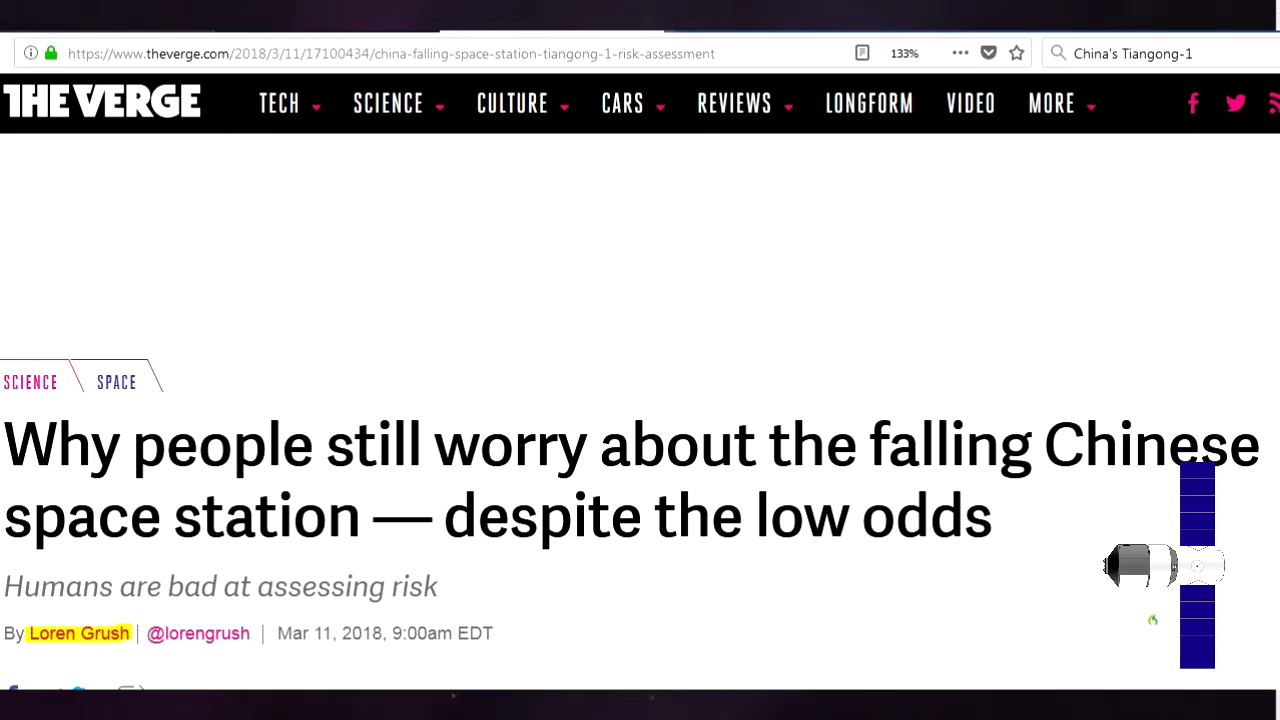 https://www.theverge.com/2018/3/11/17100434/china-falling-space-station-tiangong-1-risk-assessment 133% China's Tiangong-1
THE VERGE TECH SCIENCE CULTURE CARS REVIEWS LONGFORM VIDEO MORE
SCIENCE SPACE
Why people still worry about the falling Chinese
space station — despite the low odds
Humans are bad at assessing risk
By Loren Grush | @lorengrush | Mar 11, 2018, 9:00am EDT